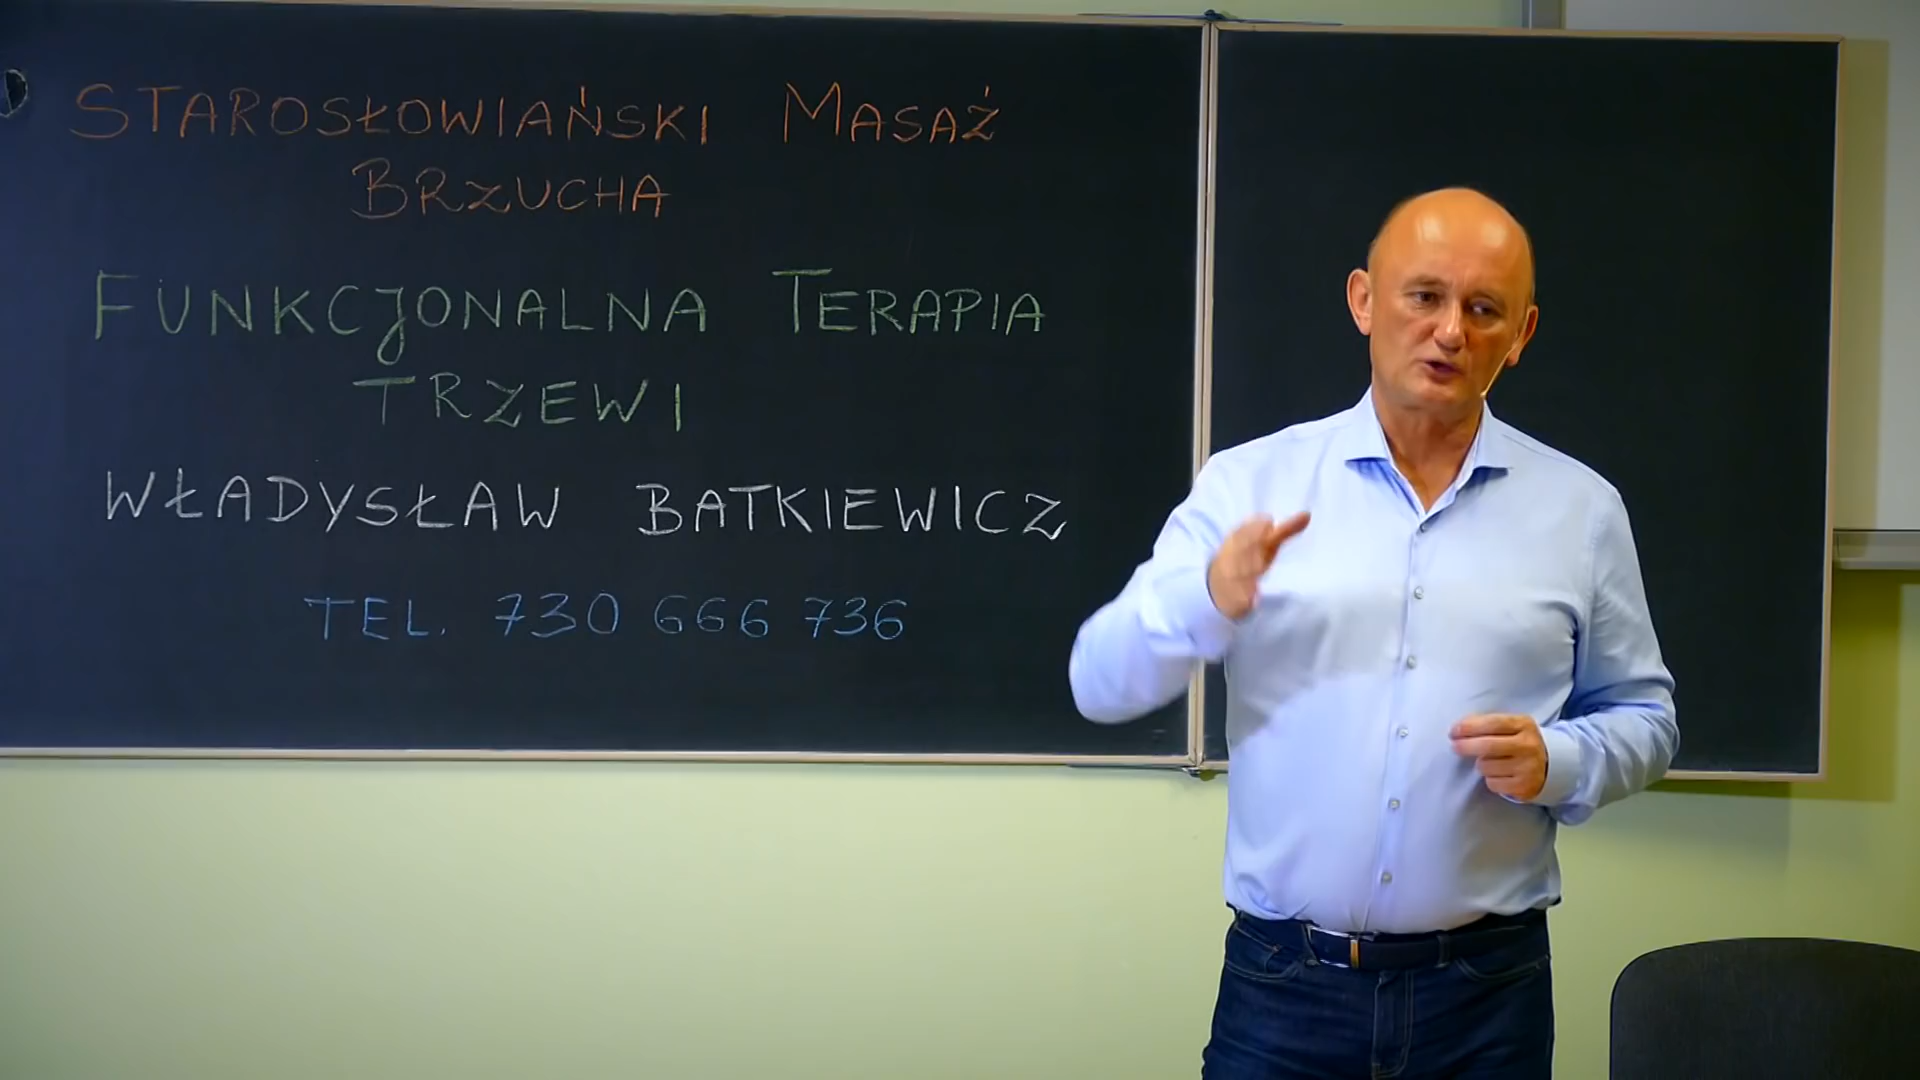 STAROSŁOWIAŃSKI MASAŻ
BRZUCHA
FUNKCJONALNA TERAPIA
TRZEWI
WŁADYSŁAW BATKIEWICZ
TEL. 730 666 736